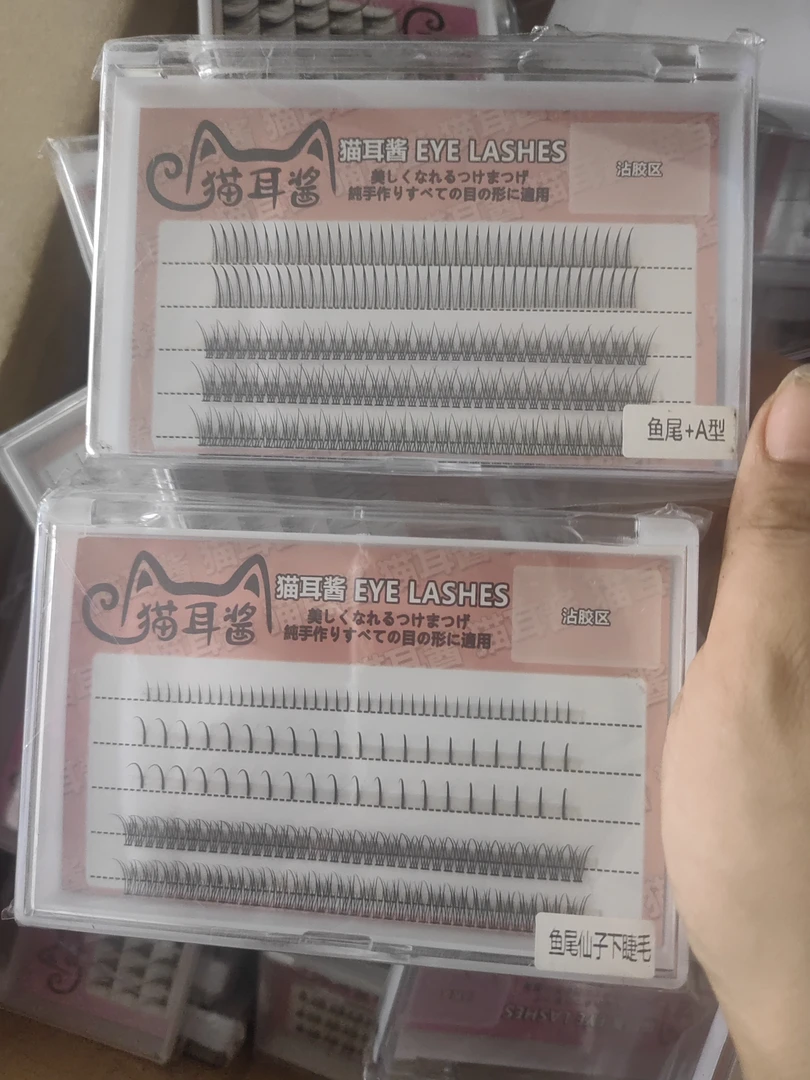 猫耳酱
猫耳酱 EYE LASHES
美しくなれるつけまつげ
純手作りすべての目の形に適用
沾胶区
鱼尾+A型
猫耳酱
猫耳酱 EYE LASHES
美しくなれるつけまつげ
純手作りすべての目の形に適用
沾胶区
鱼尾仙子下睫毛
EYE LASHES